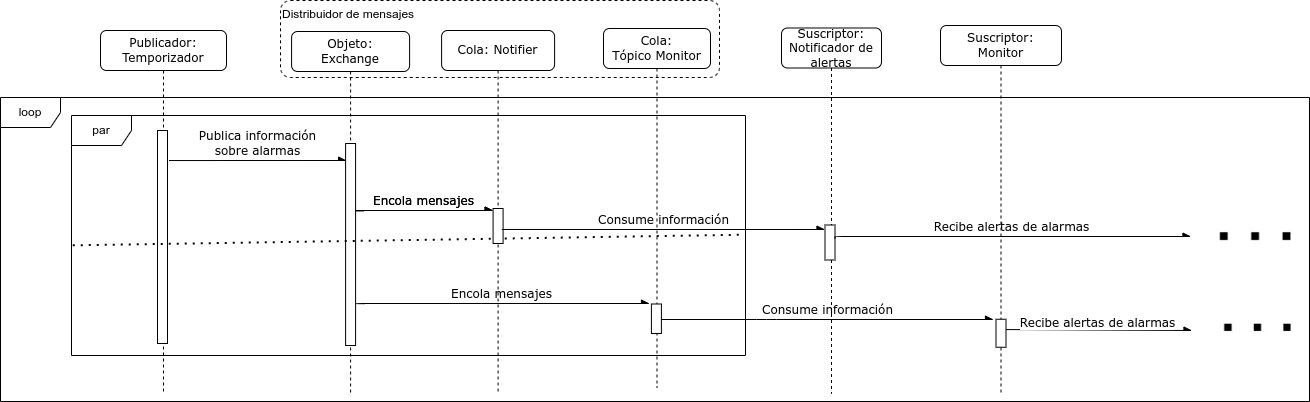 Distribuidor de mensajes
Publicador:
Temporizador
Objeto:
Exchange
Cola: Notifier
Cola:
Tópico Monitor
Suscriptor:
Notificador de
alertas
Suscriptor:
Monitor
loop
par
Publica información
sobre alarmas
Encola mensajes
Consume información
Recibe alertas de alarmas
Encola mensajes
Consume información
Recibe alertas de alarmas